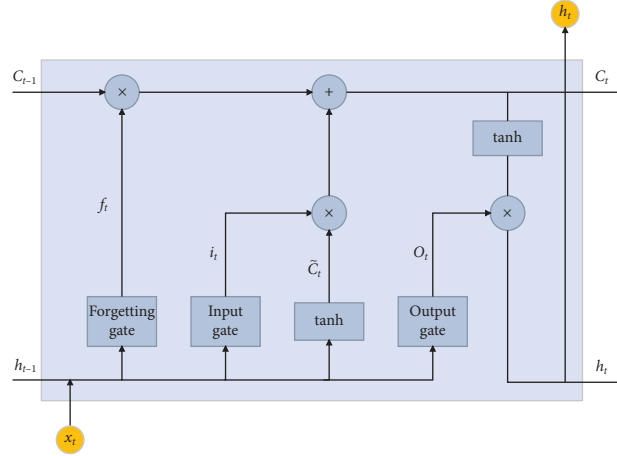 h_t
C_{t−1}
×
+
C_t
tanh
f_t
×
×
i_t
C̃_t
O_t
Forgetting
gate
Input
gate
tanh
Output
gate
h_{t−1}
h_t
x_t